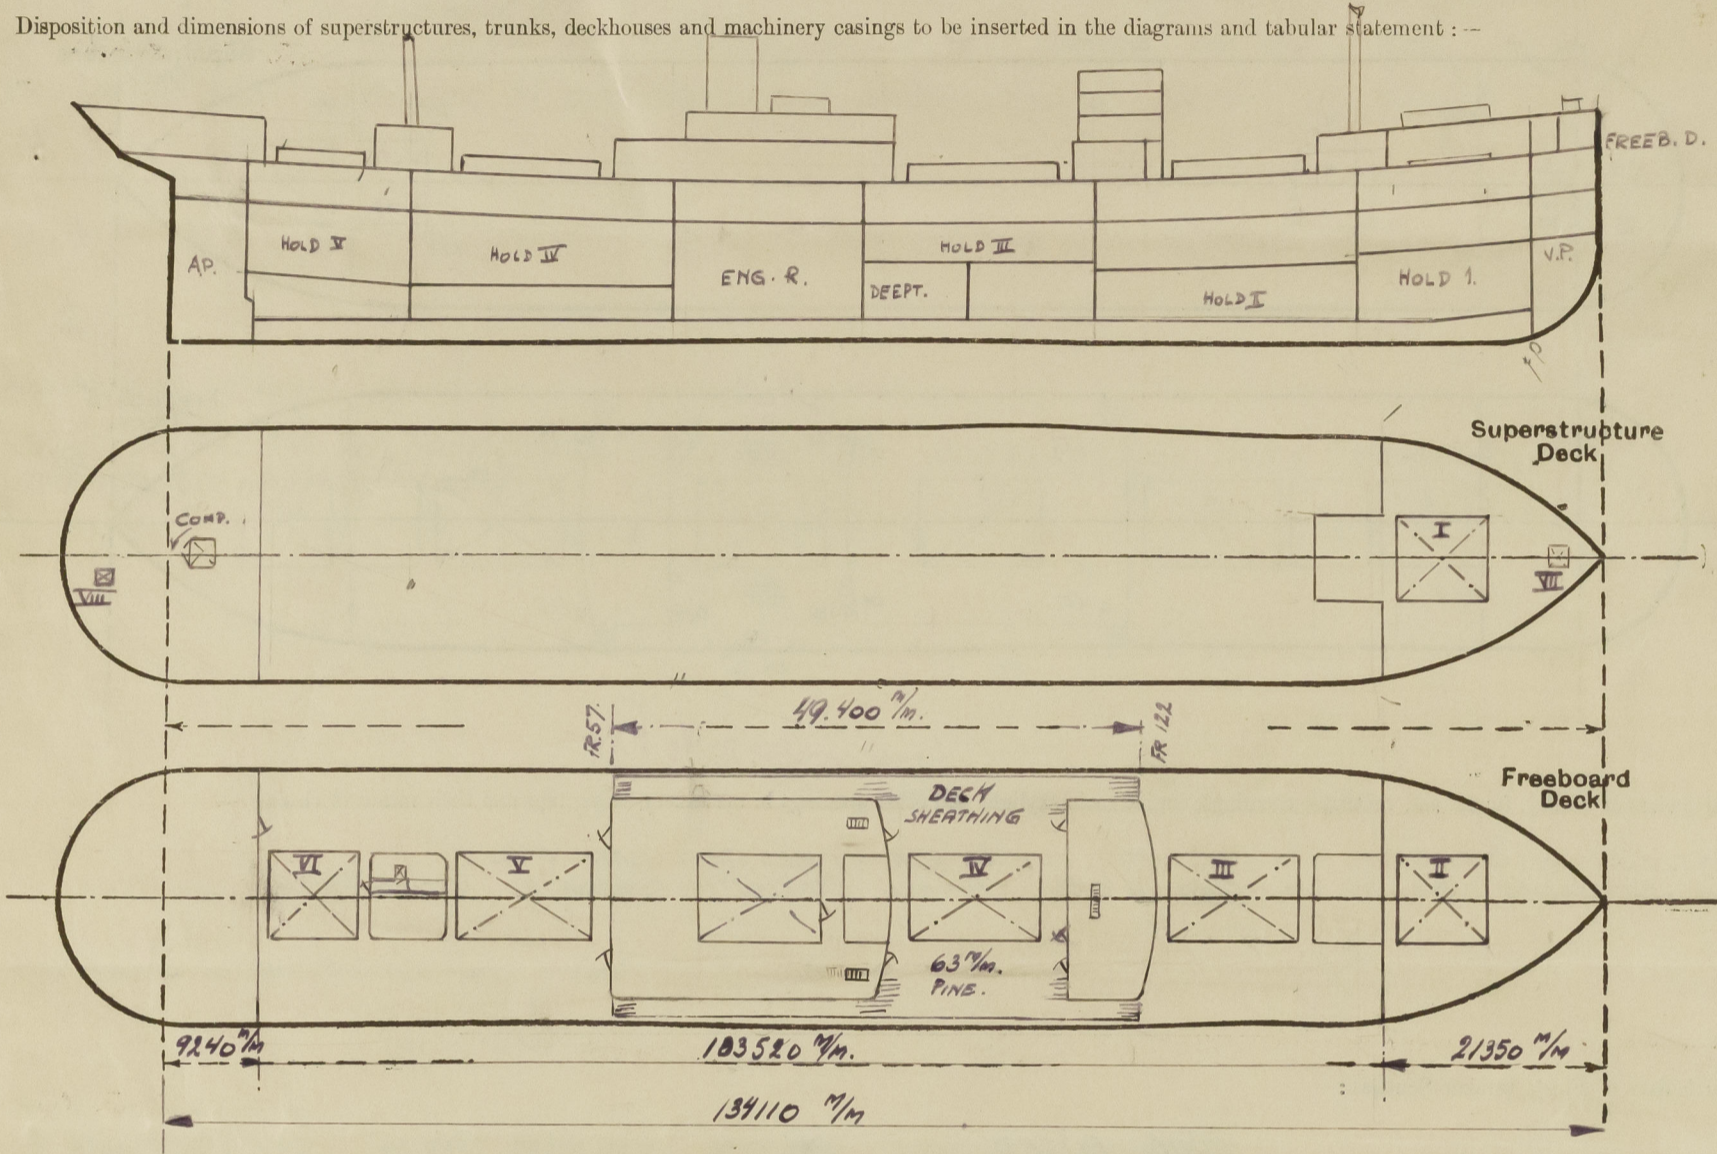 Disposition and dimensions of superstructures, trunks, deckhouses and machinery casings to be inserted in the diagrams and tabular statement : —
FREEB. D.
AP.
HOLD V
HOLD IV
ENG. R.
HOLD III
DEEPT.
HOLD II
HOLD 1.
V.P.
Superstructure
Deck
COMP.
I
VIII
VII
FR.57.
49.400 m/m.
FR 122
Freeboard
Deck
DECK
SHEATHING
VI
V
IV
III
II
63 m/m.
PINE.
9240 m/m
103520 m/m.
21350 m/m
134110 m/m